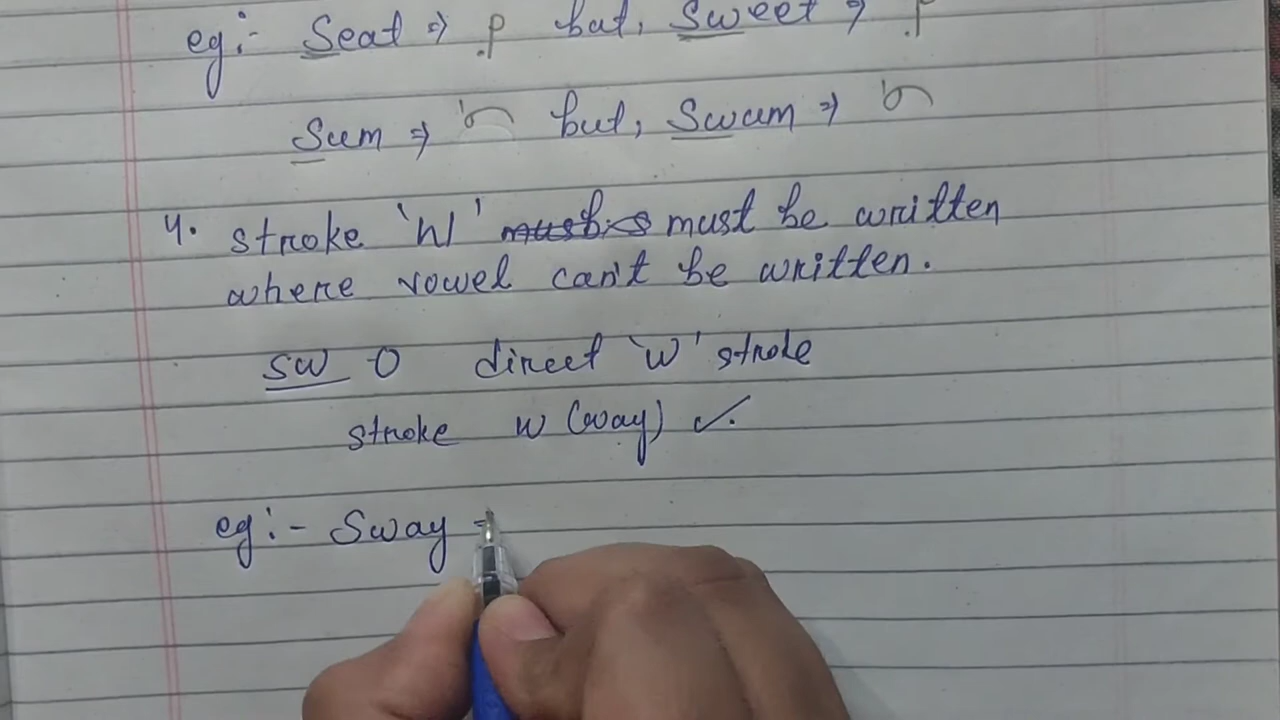 eg:- Seat ⇒ but, Sweet ⇒
Sum ⇒ but, Swum ⇒
4. stroke 'W' must be written
where vowel can't be written.
SW direct 'W' stroke
stroke W (way) ✓.
eg:- Sway